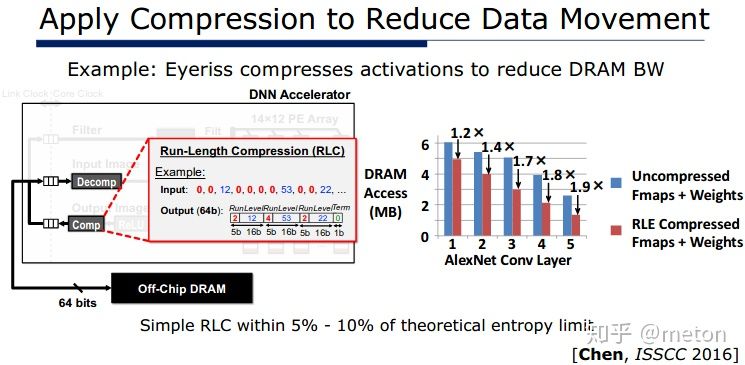 Apply Compression to Reduce Data Movement
Example: Eyeriss compresses activations to reduce DRAM BW
DNN Accelerator
Link Clock Core Clock
14×12 PE Array
Filter
Filt
Input Image
Decomp
Output Image
Comp
ReLU
Run-Length Compression (RLC)
Example:
Input: 0, 0, 12, 0, 0, 0, 0, 53, 0, 0, 22, ...
Output (64b):
Run Level Run Level Run Level Term
2 12 4 53 2 22 0
5b 16b 5b 16b 5b 16b 1b
64 bits
Off-Chip DRAM
DRAM
Access
(MB)
6
4
2
0
1.2×
1.4×
1.7×
1.8×
1.9×
1 2 3 4 5
AlexNet Conv Layer
Uncompressed
Fmaps + Weights
RLE Compressed
Fmaps + Weights
Simple RLC within 5% - 10% of theoretical entropy limit
知乎 @meton
[Chen, ISSCC 2016]